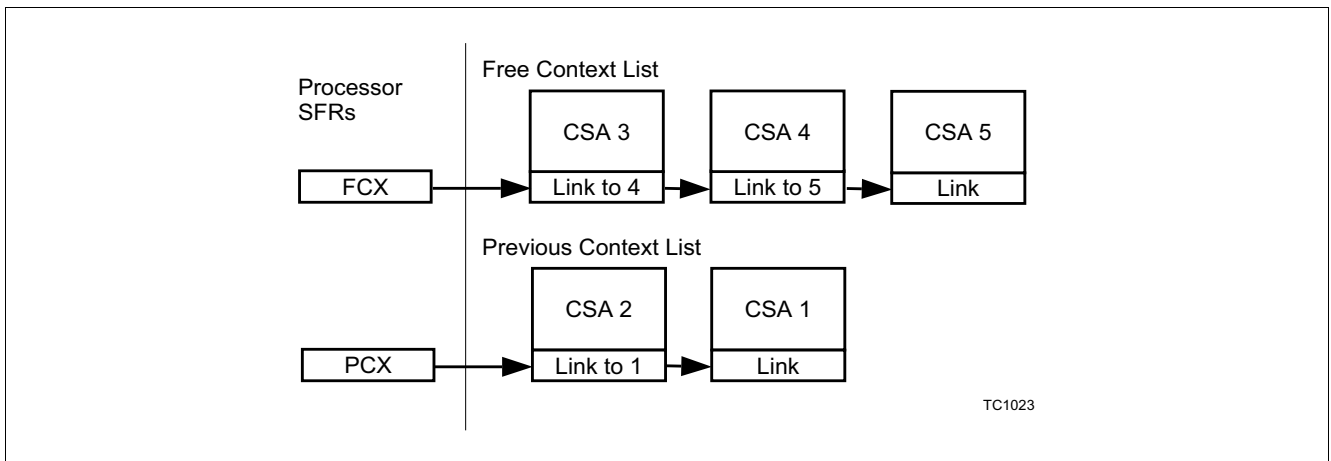 Free Context List
Processor
SFRs
CSA 3
CSA 4
CSA 5
FCX
Link to 4
Link to 5
Link
Previous Context List
CSA 2
CSA 1
PCX
Link to 1
Link
TC1023